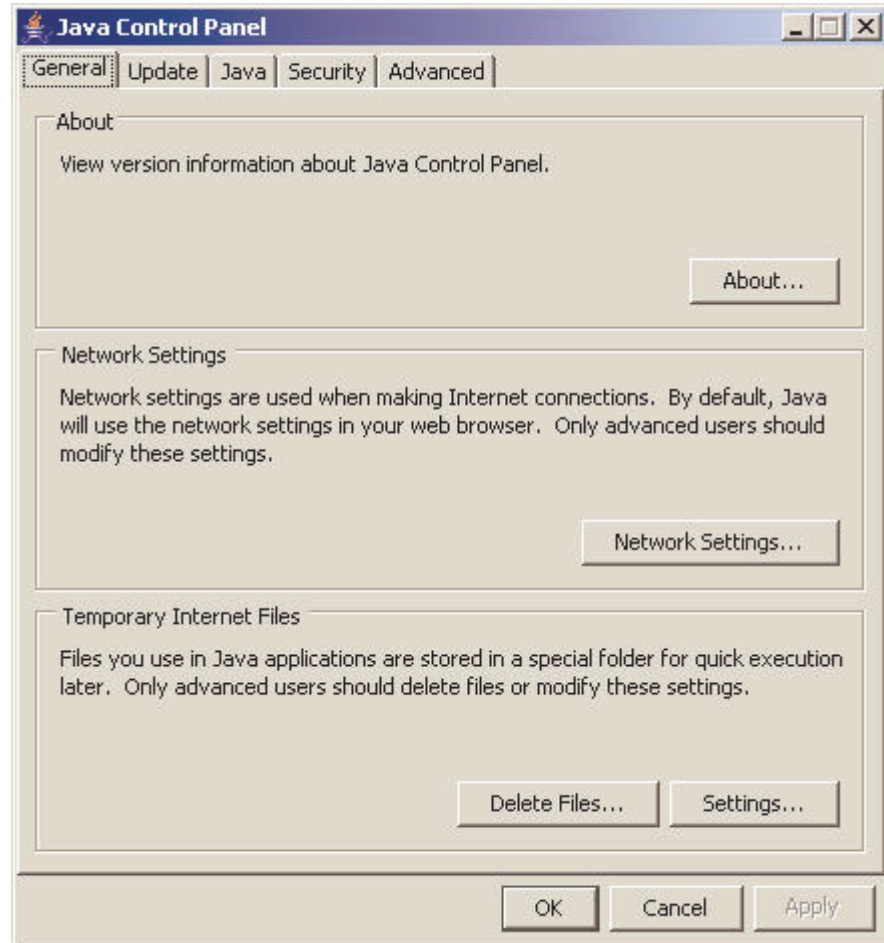 Java Control Panel
General Update Java Security Advanced
About
View version information about Java Control Panel.
About...
Network Settings
Network settings are used when making Internet connections. By default, Java
will use the network settings in your web browser. Only advanced users should
modify these settings.
Network Settings...
Temporary Internet Files
Files you use in Java applications are stored in a special folder for quick execution
later. Only advanced users should delete files or modify these settings.
Delete Files... Settings...
OK Cancel Apply